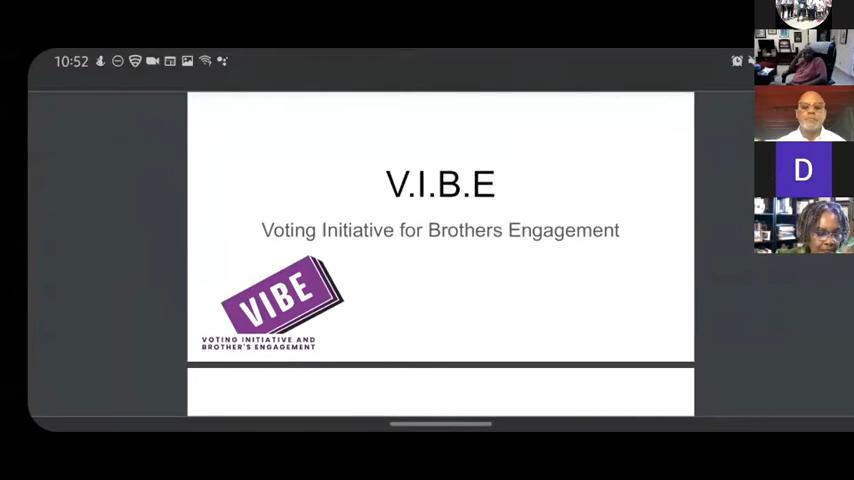 10:52
V.I.B.E
Voting Initiative for Brothers Engagement
VIBE
VOTING INITIATIVE AND
BROTHER'S ENGAGEMENT
D